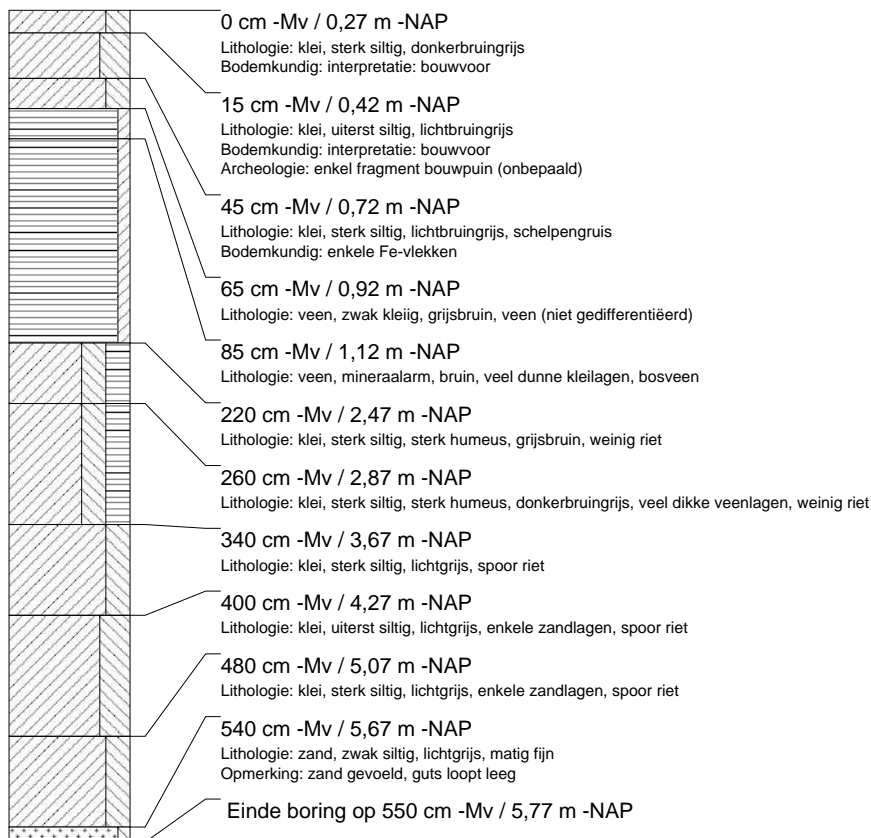 0 cm -Mv / 0,27 m -NAP
Lithologie: klei, sterk siltig, donkerbruingrijs
Bodemkundig: interpretatie: bouwvoor
15 cm -Mv / 0,42 m -NAP
Lithologie: klei, uiterst siltig, lichtbruingrijs
Bodemkundig: interpretatie: bouwvoor
Archeologie: enkel fragment bouwpuin (onbepaald)
45 cm -Mv / 0,72 m -NAP
Lithologie: klei, sterk siltig, lichtbruingrijs, schelpengruis
Bodemkundig: enkele Fe-vlekken
65 cm -Mv / 0,92 m -NAP
Lithologie: veen, zwak kleiig, grijsbruin, veen (niet gedifferentiëerd)
85 cm -Mv / 1,12 m -NAP
Lithologie: veen, mineraalarm, bruin, veel dunne kleilagen, bosveen
220 cm -Mv / 2,47 m -NAP
Lithologie: klei, sterk siltig, sterk humeus, grijsbruin, weinig riet
260 cm -Mv / 2,87 m -NAP
Lithologie: klei, sterk siltig, sterk humeus, donkerbruingrijs, veel dikke veenlagen, weinig riet
340 cm -Mv / 3,67 m -NAP
Lithologie: klei, sterk siltig, lichtgrijs, spoor riet
400 cm -Mv / 4,27 m -NAP
Lithologie: klei, uiterst siltig, lichtgrijs, enkele zandlagen, spoor riet
480 cm -Mv / 5,07 m -NAP
Lithologie: klei, sterk siltig, lichtgrijs, enkele zandlagen, spoor riet
540 cm -Mv / 5,67 m -NAP
Lithologie: zand, zwak siltig, lichtgrijs, matig fijn
Opmerking: zand gevoeld, guts loopt leeg
Einde boring op 550 cm -Mv / 5,77 m -NAP